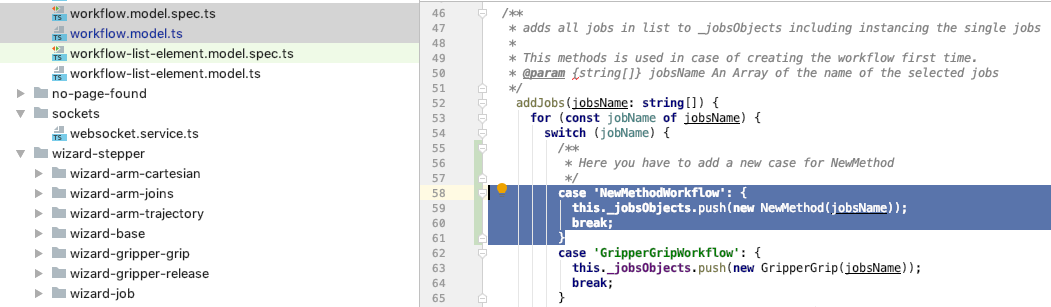 workflow.model.spec.ts
workflow.model.ts
workflow-list-element.model.spec.ts
workflow-list-element.model.ts
no-page-found
sockets
websocket.service.ts
wizard-stepper
wizard-arm-cartesian
wizard-arm-joins
wizard-arm-trajectory
wizard-base
wizard-gripper-grip
wizard-gripper-release
wizard-job
46 /**
47 * adds all jobs in list to _jobsObjects including instancing the single jobs
48 *
49 * This methods is used in case of creating the workflow first time.
50 * @param {string[]} jobsName An Array of the name of the selected jobs
51 */
52 addJobs(jobsName: string[]) {
53 for (const jobName of jobsName) {
54 switch (jobName) {
55 /**
56 * Here you have to add a new case for NewMethod
57 */
58 case 'NewMethodWorkflow': {
59 this._jobsObjects.push(new NewMethod(jobsName));
60 break;
61 }
62 case 'GripperGripWorkflow': {
63 this._jobsObjects.push(new GripperGrip(jobsName));
64 break;
65 }